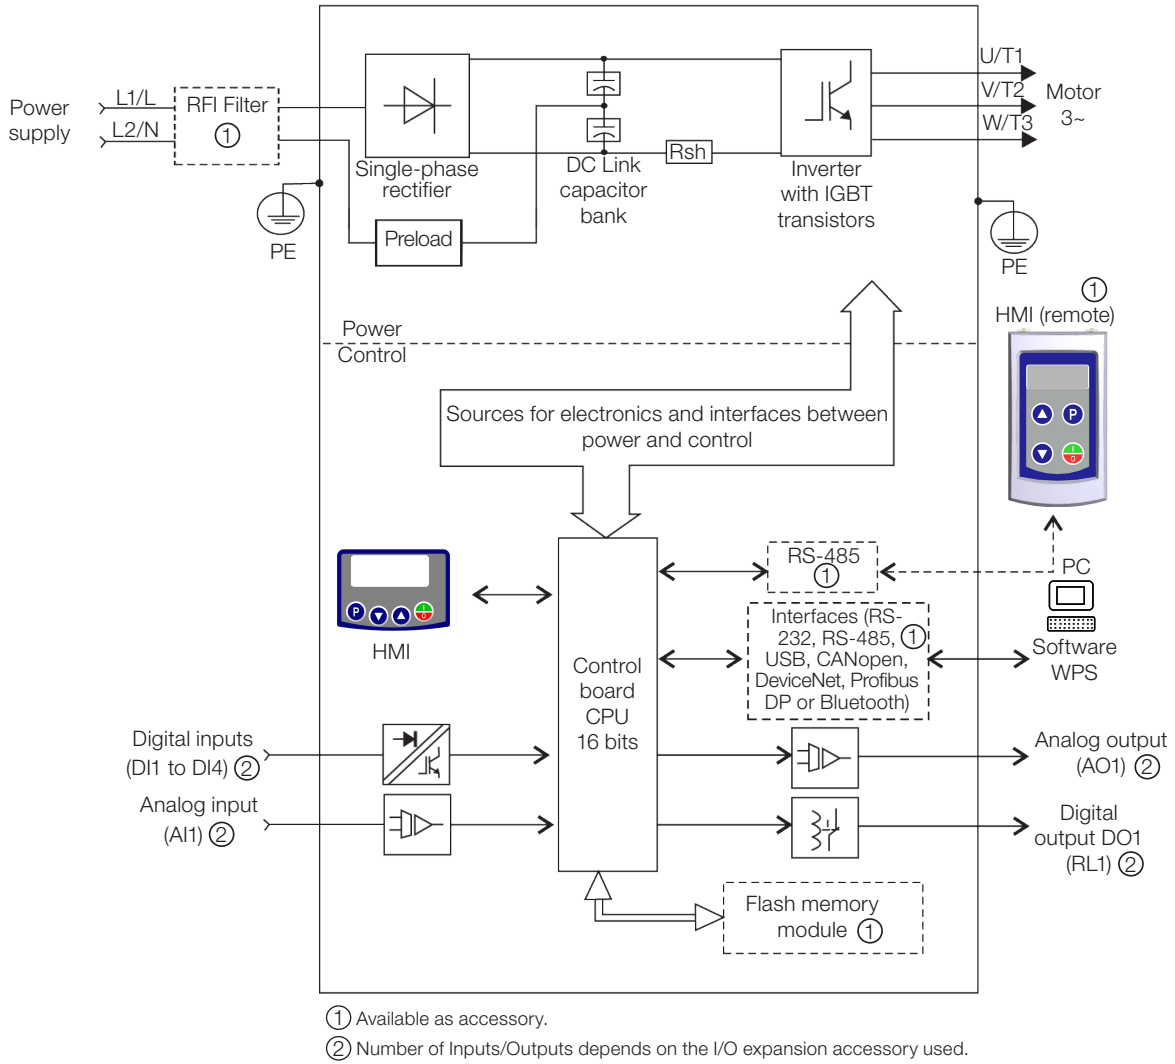 Power
supply
L1/L
L2/N
RFI Filter
1
PE
Single-phase
rectifier
Preload
DC Link
capacitor
bank
Rsh
Inverter
with IGBT
transistors
U/T1
V/T2
W/T3
Motor
3~
PE
Power
Control
Sources for electronics and interfaces between
power and control
1
HMI (remote)
P
I
0
P
I
0
HMI
Control
board
CPU
16 bits
RS-485
1
Interfaces (RS-
232, RS-485, 1
USB, CANopen,
DeviceNet, Profibus
DP or Bluetooth)
PC
Software
WPS
Digital inputs
(DI1 to DI4) 2
Analog input
(AI1) 2
Analog output
(AO1) 2
Digital
output DO1
(RL1) 2
Flash memory
module 1
1 Available as accessory.
2 Number of Inputs/Outputs depends on the I/O expansion accessory used.